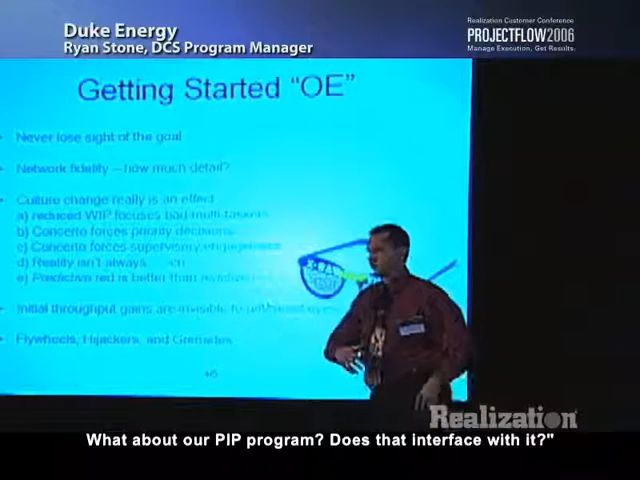 Duke Energy
Ryan Stone, DCS Program Manager
Realization Customer Conference
PROJECTFLOW2006
Manage Execution, Get Results.
Getting Started "OE"
Never lose sight of the goal
Network fidelity – how much detail?
Culture change really is an effect
a) reduced WIP focuses bad multi-taskers
b) Concerto forces priority decisions
c) Concerto forces supervisory engagement
d) Reality isn't always
e) Predictive red is better than
Initial throughput gains are invisible to
Flywheels, Hijackers, and Grenades
Realization
What about our PIP program? Does that interface with it?"